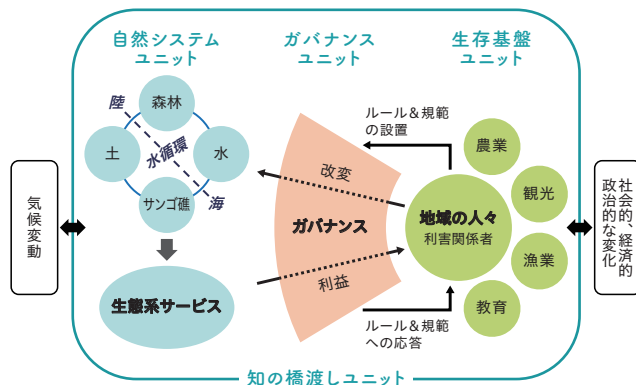 自然システム
ユニット
ガバナンス
ユニット
生存基盤
ユニット
陸
森林
土
水循環
水
サンゴ礁
海
生態系サービス
改変
ガバナンス
利益
ルール＆規範
の設置
地域の人々
利害関係者
ルール＆規範
への応答
農業
観光
漁業
教育
気候変動
社会的、経済的
政治的な変化
知の橋渡しユニット